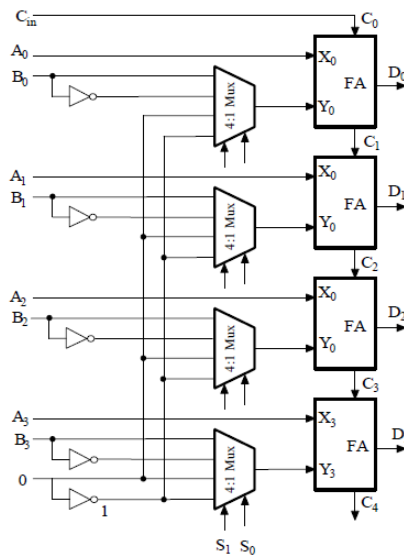 Cin C0
A0 X0
B0 FA D0
4:1 Mux Y0
C1
A1 X0
B1 FA D1
4:1 Mux Y0
C2
A2 X0
B2 FA D2
4:1 Mux Y0
C3
A3 X3
B3 FA D
4:1 Mux Y3
0
1 C4
S1 S0